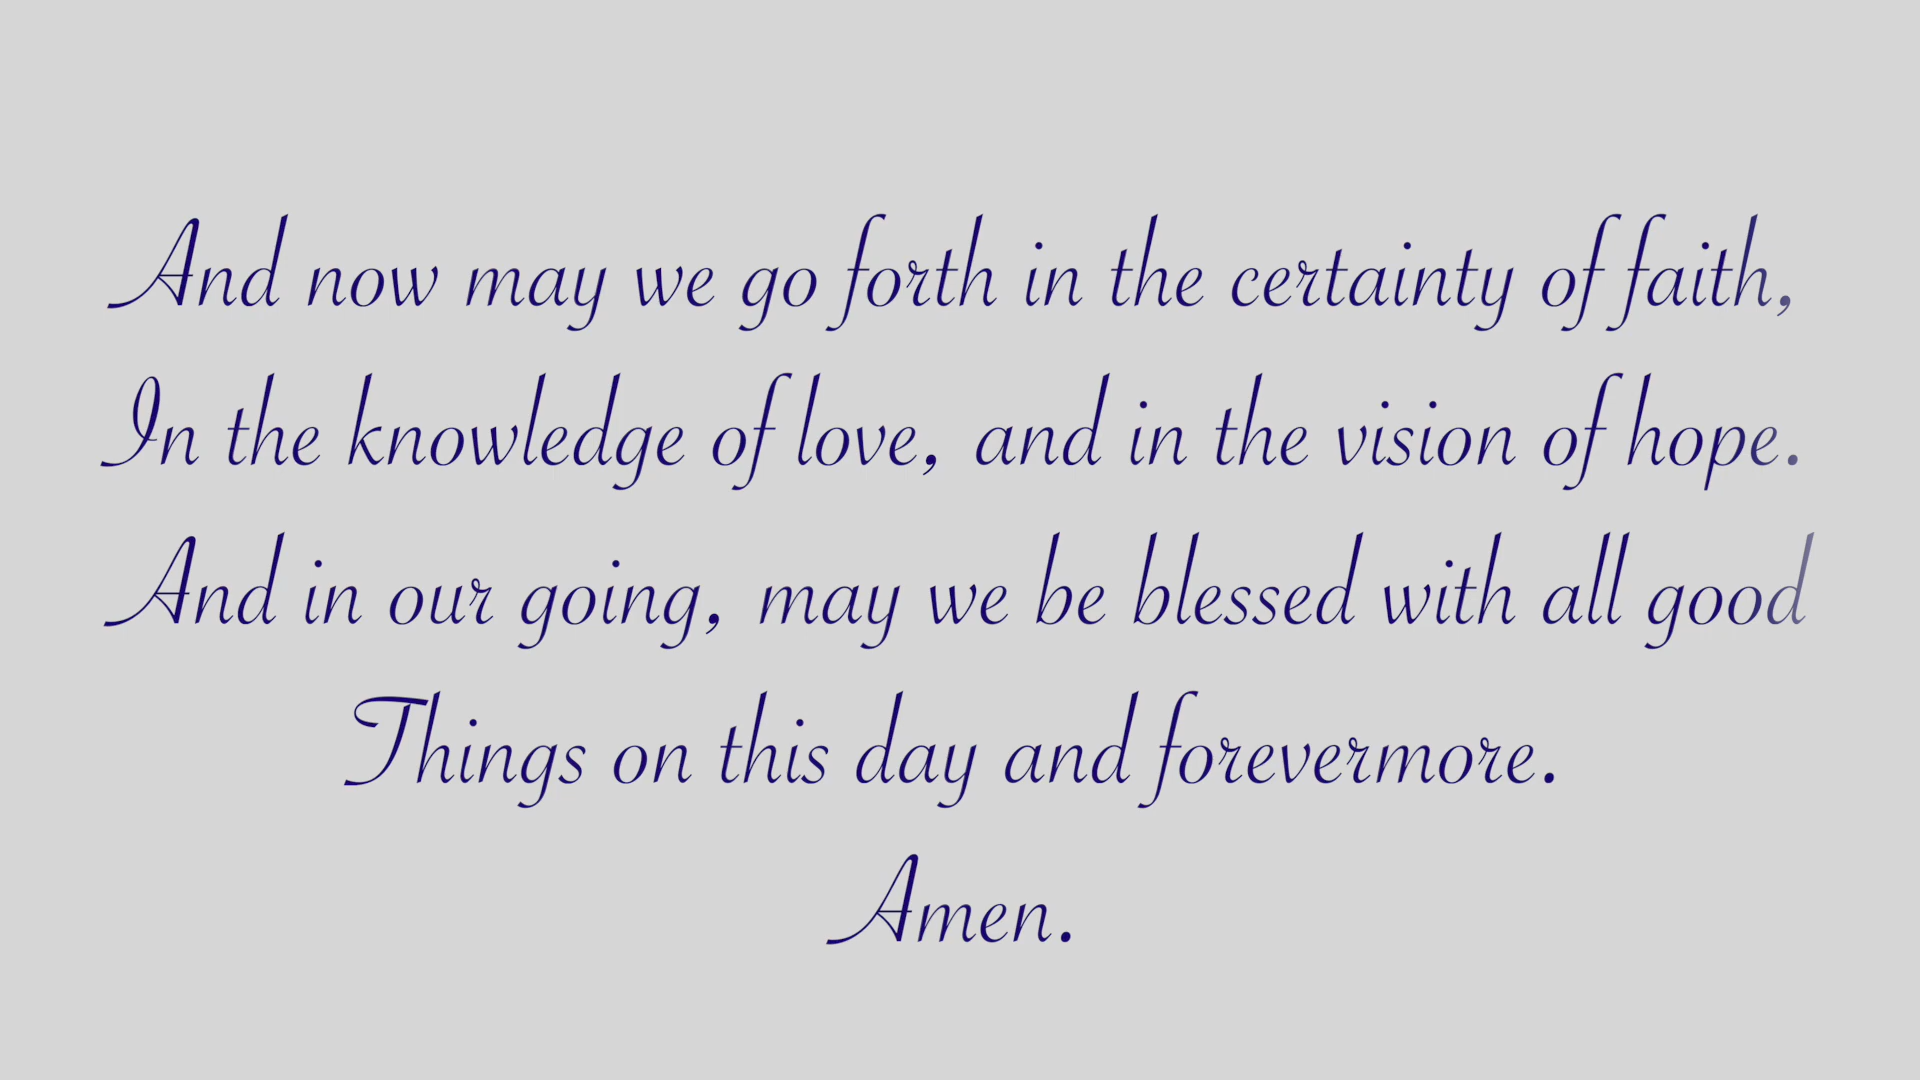 And now may we go forth in the certainty of faith,
In the knowledge of love, and in the vision of hope.
And in our going, may we be blessed with all good
Things on this day and forevermore.
Amen.